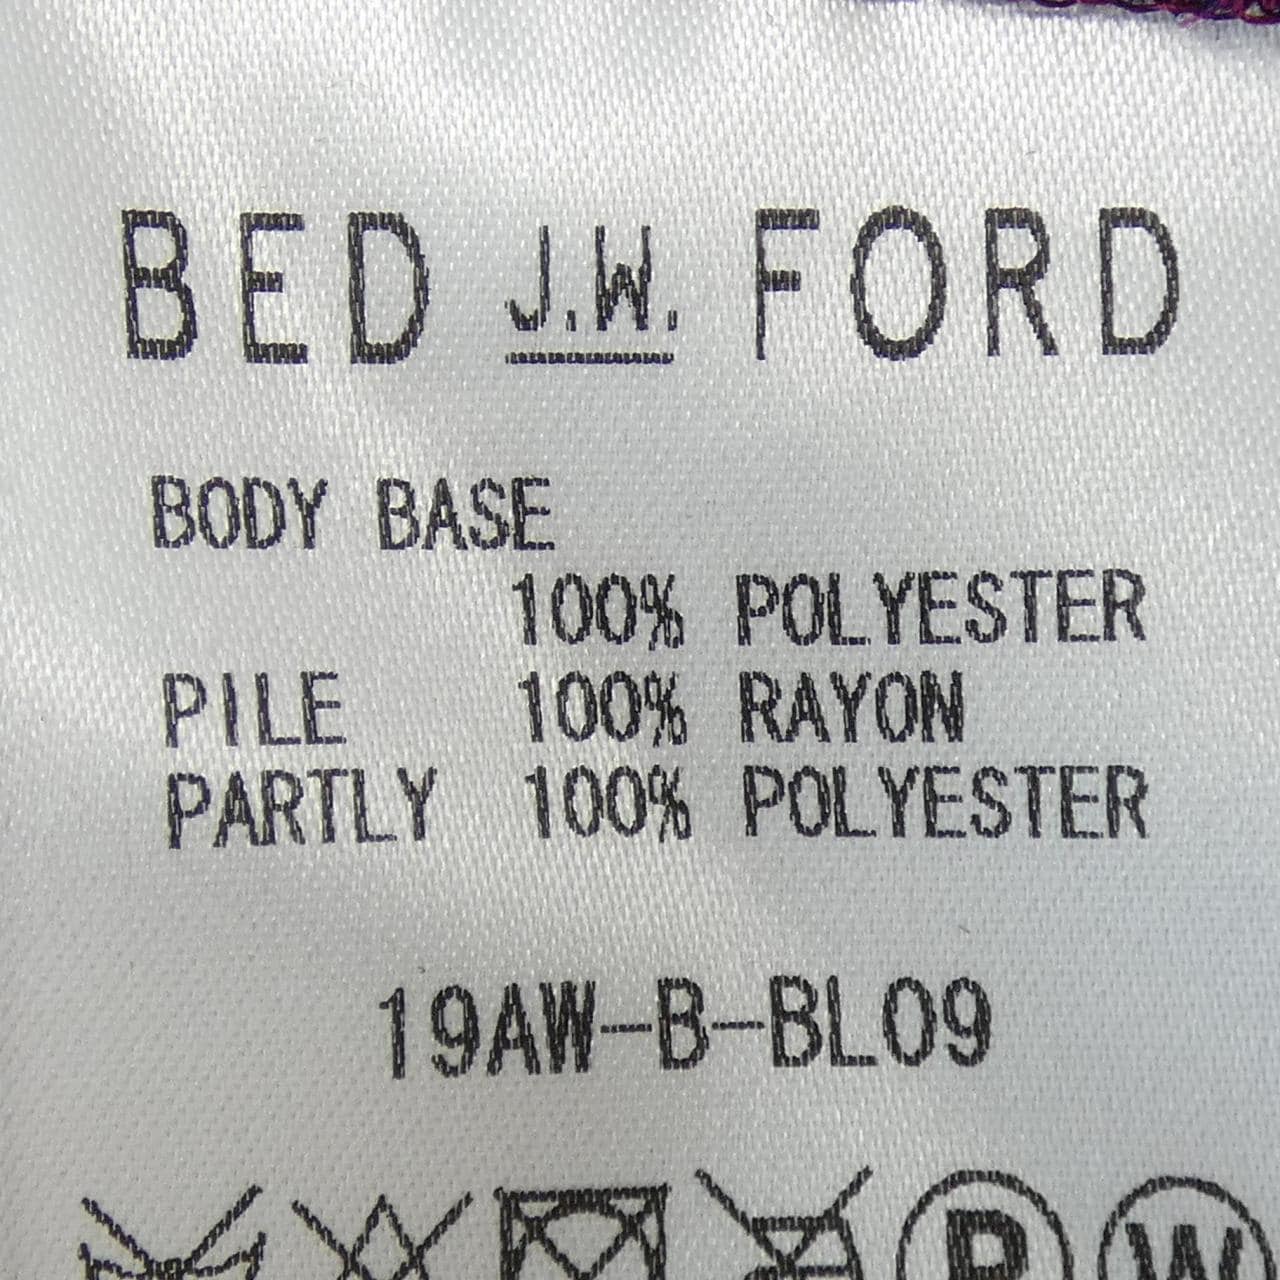 BED J.W. FORD
BODY BASE
100% POLYESTER
PILE 100% RAYON
PARTLY 100% POLYESTER
19AW-B-BL09
P W